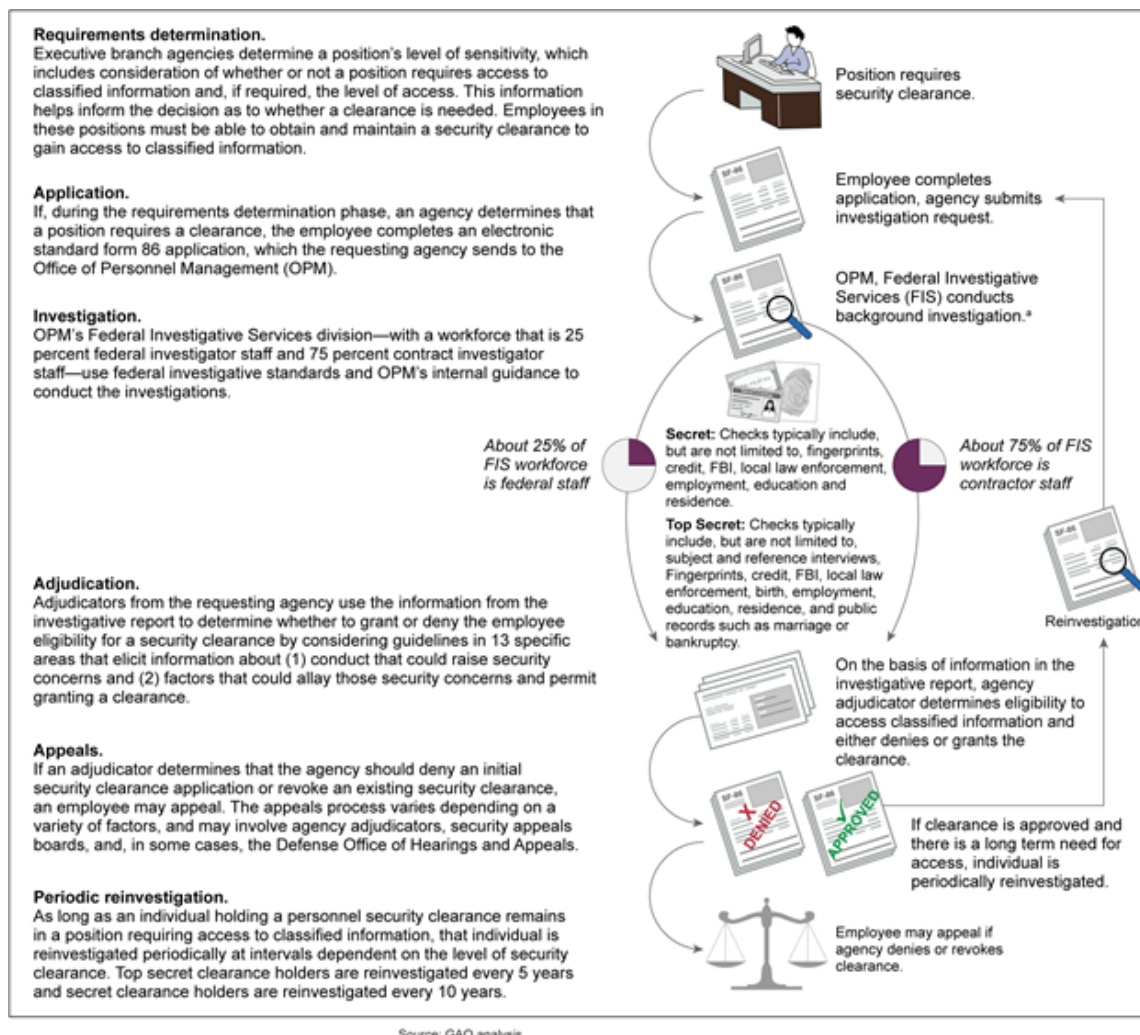 Requirements determination.
Executive branch agencies determine a position's level of sensitivity, which
includes consideration of whether or not a position requires access to
classified information and, if required, the level of access. This information
helps inform the decision as to whether a clearance is needed. Employees in
these positions must be able to obtain and maintain a security clearance to
gain access to classified information.
Position requires
security clearance.
Application.
If, during the requirements determination phase, an agency determines that
a position requires a clearance, the employee completes an electronic
standard form 86 application, which the requesting agency sends to the
Office of Personnel Management (OPM).
SF-86
Employee completes
application, agency submits
investigation request.
Investigation.
OPM's Federal Investigative Services division—with a workforce that is 25
percent federal investigator staff and 75 percent contract investigator
staff—use federal investigative standards and OPM's internal guidance to
conduct the investigations.
SF-86
OPM, Federal Investigative
Services (FIS) conducts
background investigation.ª
About 25% of
FIS workforce
is federal staff
Secret: Checks typically include,
but are not limited to, fingerprints,
credit, FBI, local law enforcement,
employment, education and
residence.
About 75% of FIS
workforce is
contractor staff
Top Secret: Checks typically
include, but are not limited to,
subject and reference interviews,
Fingerprints, credit, FBI, local law
enforcement, birth, employment,
education, residence, and public
records such as marriage or
bankruptcy.
SF-86
Reinvestigation
Adjudication.
Adjudicators from the requesting agency use the information from the
investigative report to determine whether to grant or deny the employee
eligibility for a security clearance by considering guidelines in 13 specific
areas that elicit information about (1) conduct that could raise security
concerns and (2) factors that could allay those security concerns and permit
granting a clearance.
On the basis of information in the
investigative report, agency
adjudicator determines eligibility to
access classified information and
either denies or grants the
clearance.
Appeals.
If an adjudicator determines that the agency should deny an initial
security clearance application or revoke an existing security clearance,
an employee may appeal. The appeals process varies depending on a
variety of factors, and may involve agency adjudicators, security appeals
boards, and, in some cases, the Defense Office of Hearings and Appeals.
SF-86
DENIED
SF-86
APPROVED
If clearance is approved and
there is a long term need for
access, individual is
periodically reinvestigated.
Periodic reinvestigation.
As long as an individual holding a personnel security clearance remains
in a position requiring access to classified information, that individual is
reinvestigated periodically at intervals dependent on the level of security
clearance. Top secret clearance holders are reinvestigated every 5 years
and secret clearance holders are reinvestigated every 10 years.
Employee may appeal if
agency denies or revokes
clearance.
Source: GAO analysis